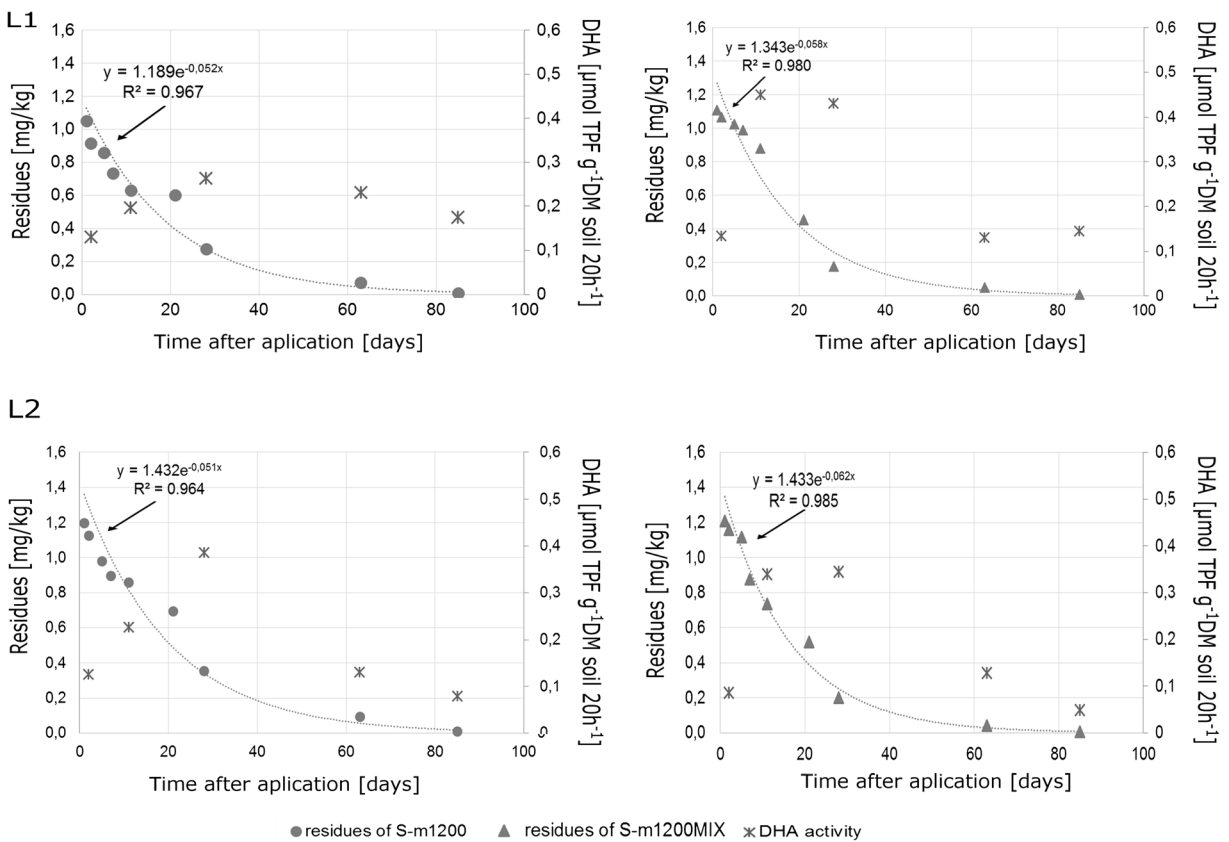 L1
y = 1.189e-0,052x
R² = 0.967
Residues [mg/kg]
1,6
1,4
1,2
1,0
0,8
0,6
0,4
0,2
0,0
0,6
0,5
0,4
0,3
0,2
0,1
0
DHA [µmol TPF g-1DM soil 20h-1]
0 20 40 60 80 100
Time after aplication [days]
y = 1.343e-0,058x
R² = 0.980
Residues [mg/kg]
1,6
1,4
1,2
1,0
0,8
0,6
0,4
0,2
0,0
0,6
0,5
0,4
0,3
0,2
0,1
0
DHA [µmol TPF g-1DM soil 20h-1]
0 20 40 60 80 100
Time after aplication [days]
L2
y = 1.432e-0,051x
R² = 0.964
Residues [mg/kg]
1,6
1,4
1,2
1,0
0,8
0,6
0,4
0,2
0,0
0,6
0,5
0,4
0,3
0,2
0,1
0
DHA [µmol TPF g-1DM soil 20h-1]
0 20 40 60 80 100
Time after aplication [days]
y = 1.433e-0,062x
R² = 0.985
Residues [mg/kg]
1,6
1,4
1,2
1,0
0,8
0,6
0,4
0,2
0,0
0,6
0,5
0,4
0,3
0,2
0,1
0
DHA [µmol TPF g-1DM soil 20h-1]
0 20 40 60 80 100
Time after aplication [days]
residues of S-m1200 residues of S-m1200MIX DHA activity